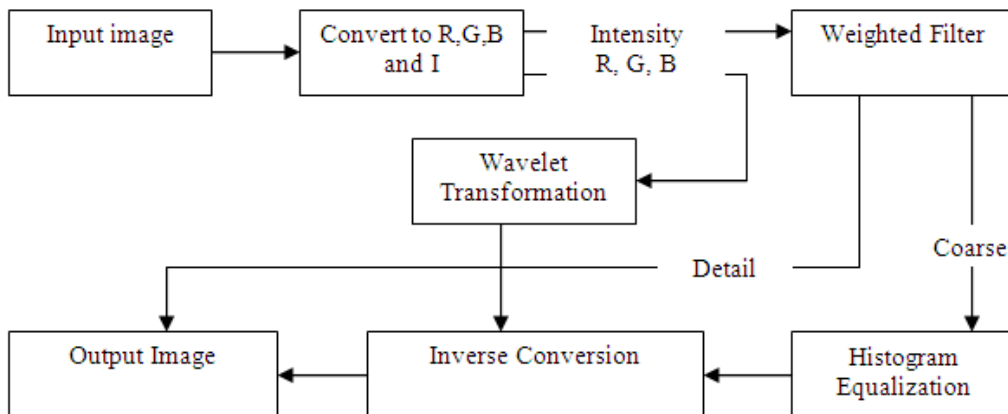 Input image
Convert to R,G,B
and I
Intensity
R, G, B
Weighted Filter
Wavelet
Transformation
Detail
Coarse
Output Image
Inverse Conversion
Histogram
Equalization